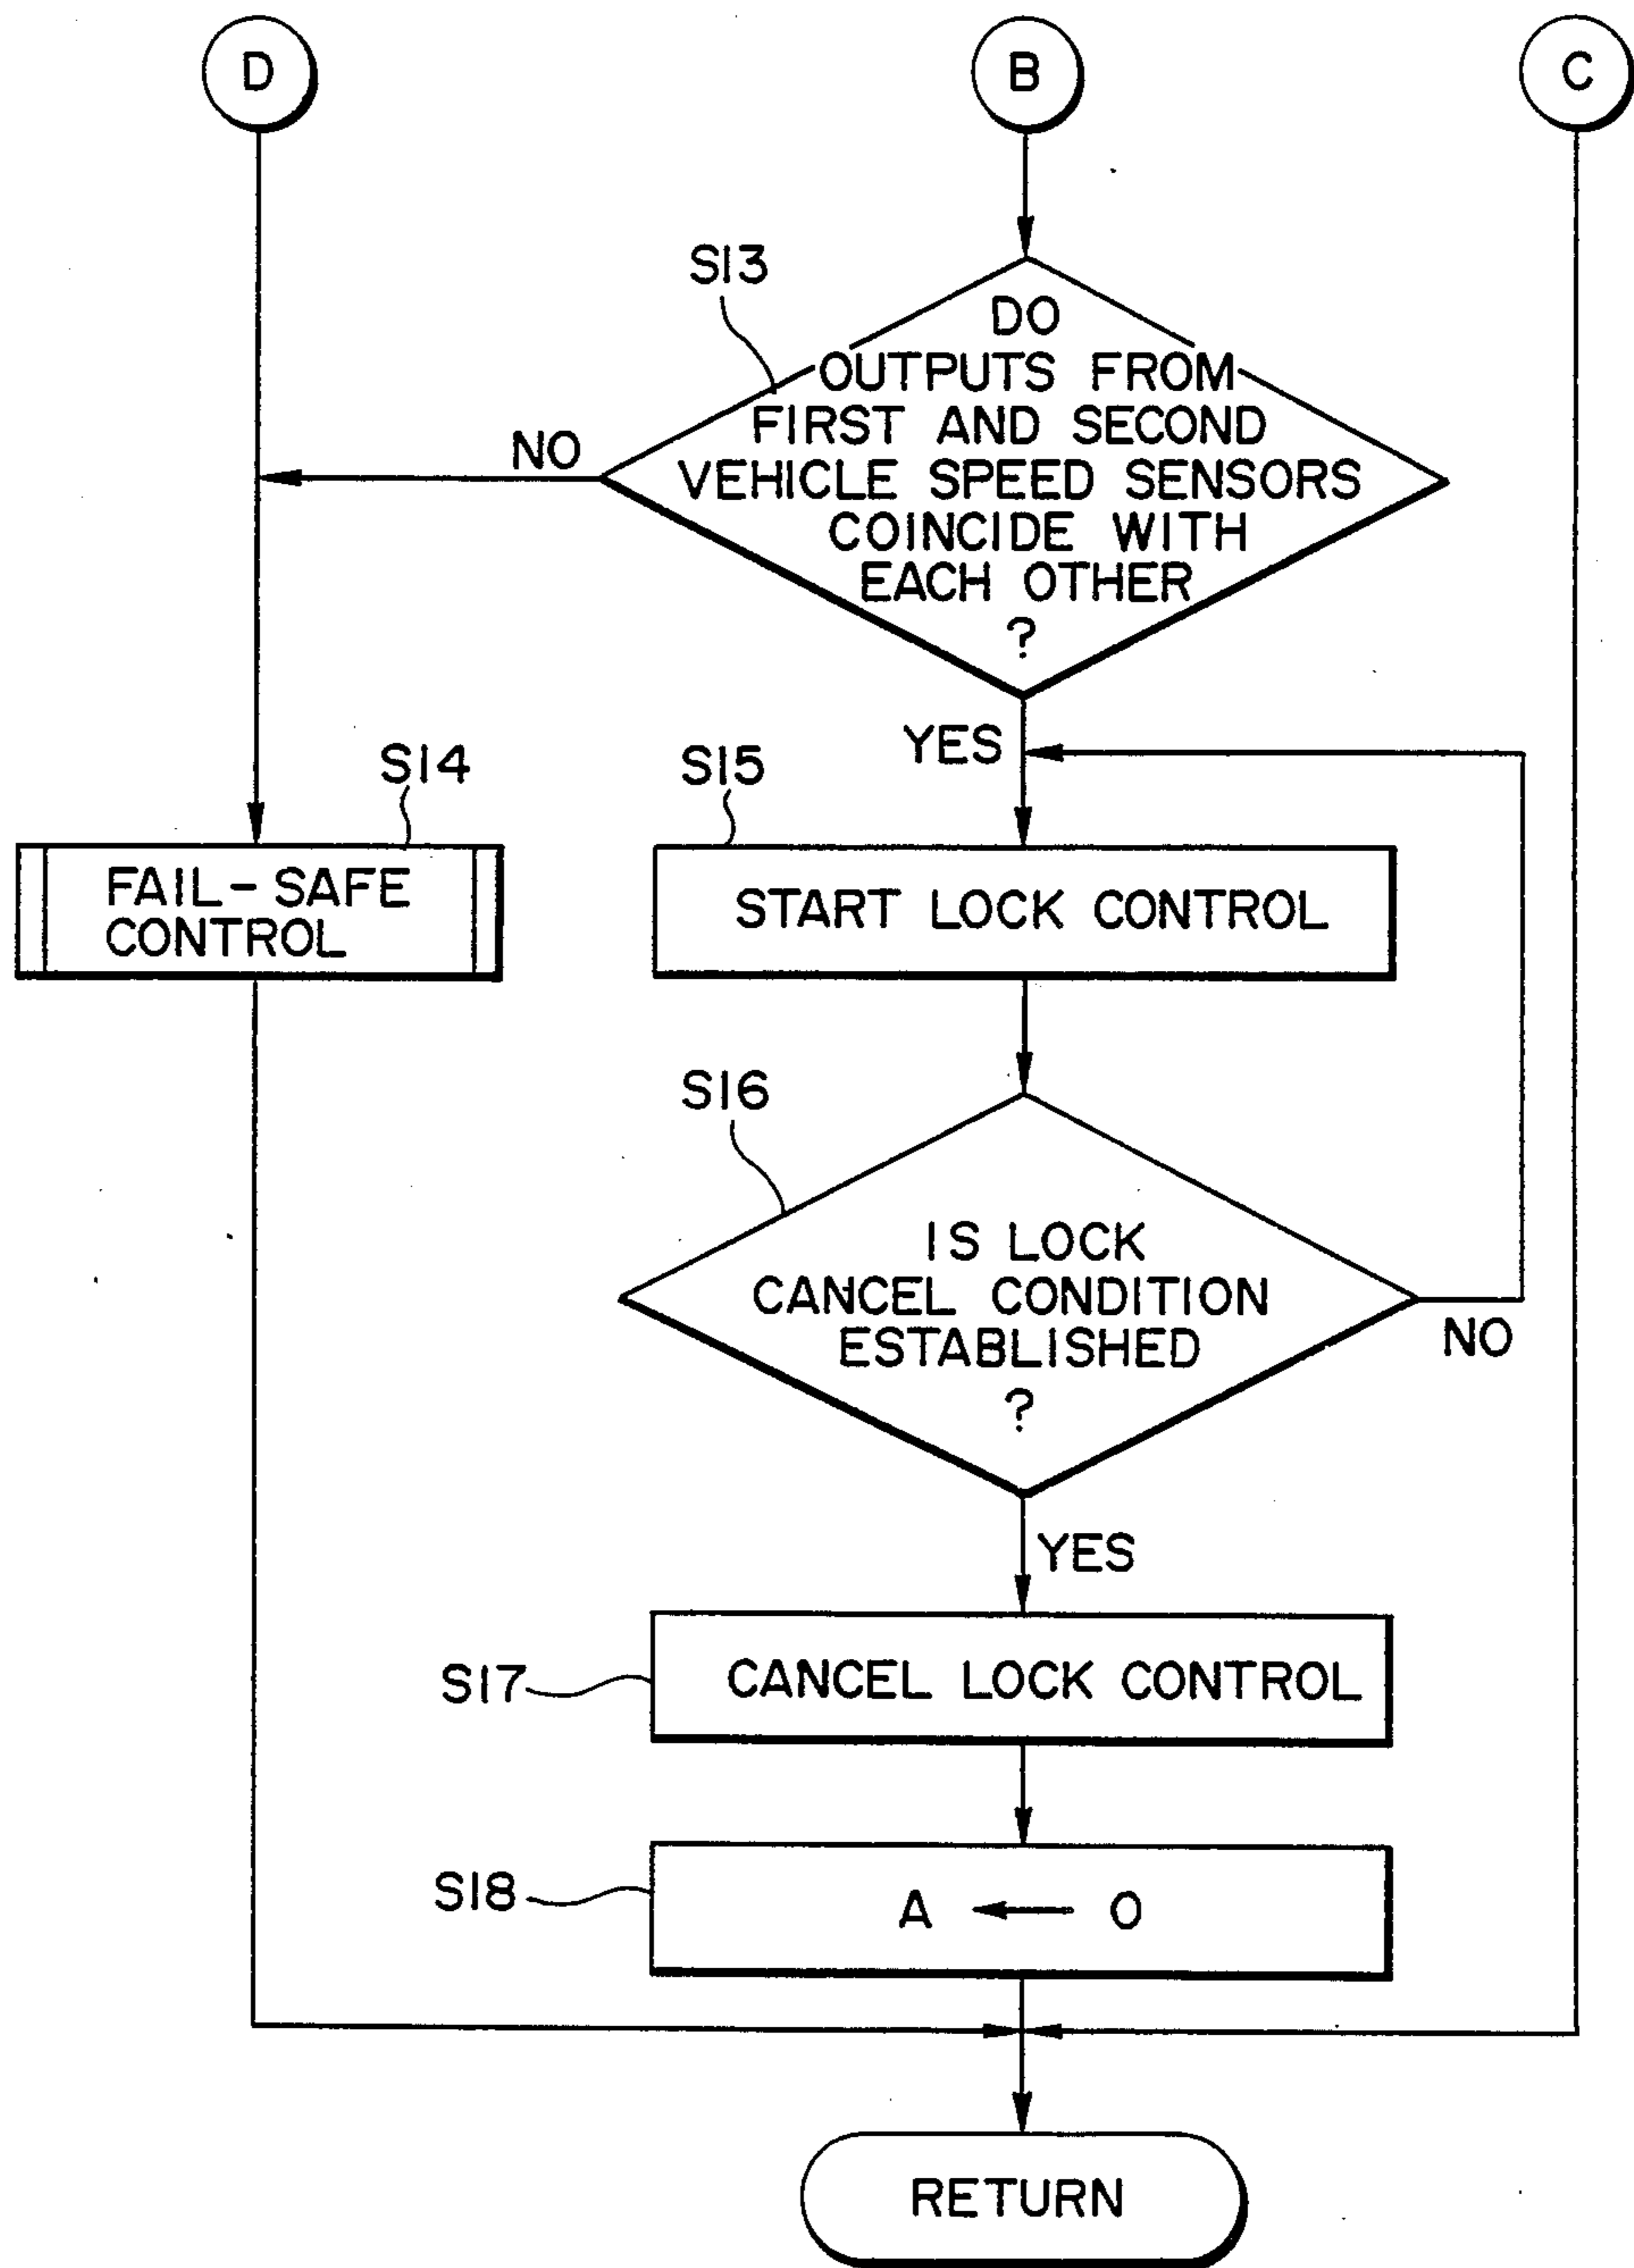 D
B
C
S13
DO
OUTPUTS FROM
FIRST AND SECOND
VEHICLE SPEED SENSORS
COINCIDE WITH
EACH OTHER
?
NO
YES
S14
S15
FAIL-SAFE
CONTROL
START LOCK CONTROL
S16
IS LOCK
CANCEL CONDITION
ESTABLISHED
?
NO
YES
S17
CANCEL LOCK CONTROL
S18
A ← 0
RETURN